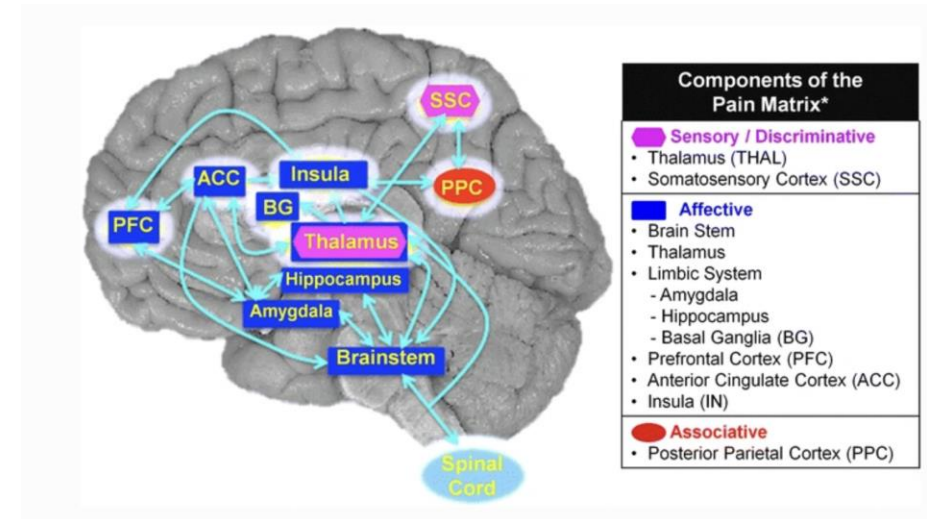 SSC
ACC
Insula
PPC
BG
PFC
Thalamus
Hippocampus
Amygdala
Brainstem
Spinal
Cord
Components of the
Pain Matrix*
Sensory / Discriminative
• Thalamus (THAL)
• Somatosensory Cortex (SSC)
Affective
• Brain Stem
• Thalamus
• Limbic System
- Amygdala
- Hippocampus
- Basal Ganglia (BG)
• Prefrontal Cortex (PFC)
• Anterior Cingulate Cortex (ACC)
• Insula (IN)
Associative
• Posterior Parietal Cortex (PPC)